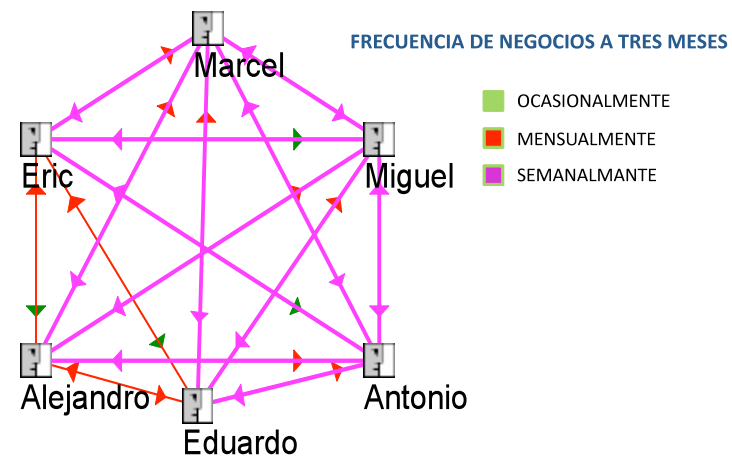 FRECUENCIA DE NEGOCIOS A TRES MESES
Marcel
OCASIONALMENTE
MENSUALMENTE
Eric
Miguel
SEMANALMANTE
Alejandro
Antonio
Eduardo